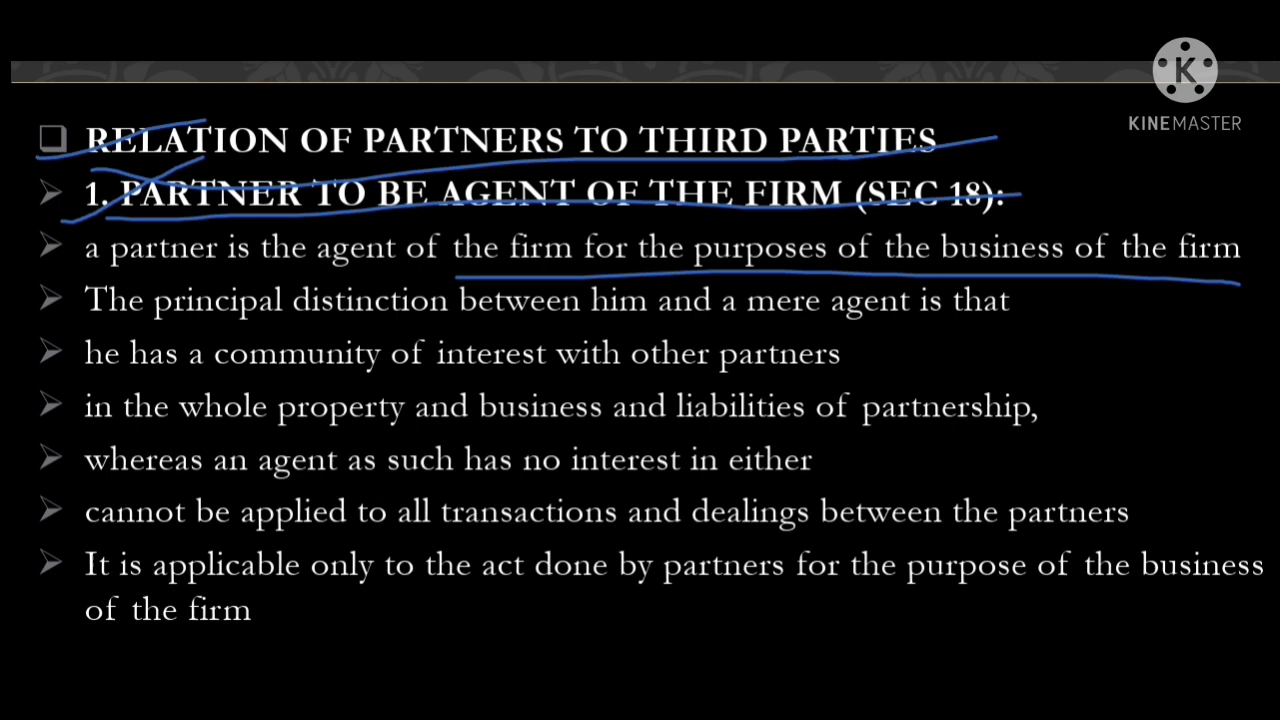 KINEMASTER
RELATION OF PARTNERS TO THIRD PARTIES
1. PARTNER TO BE AGENT OF THE FIRM (SEC 18):
a partner is the agent of the firm for the purposes of the business of the firm
The principal distinction between him and a mere agent is that
he has a community of interest with other partners
in the whole property and business and liabilities of partnership,
whereas an agent as such has no interest in either
cannot be applied to all transactions and dealings between the partners
It is applicable only to the act done by partners for the purpose of the business
of the firm